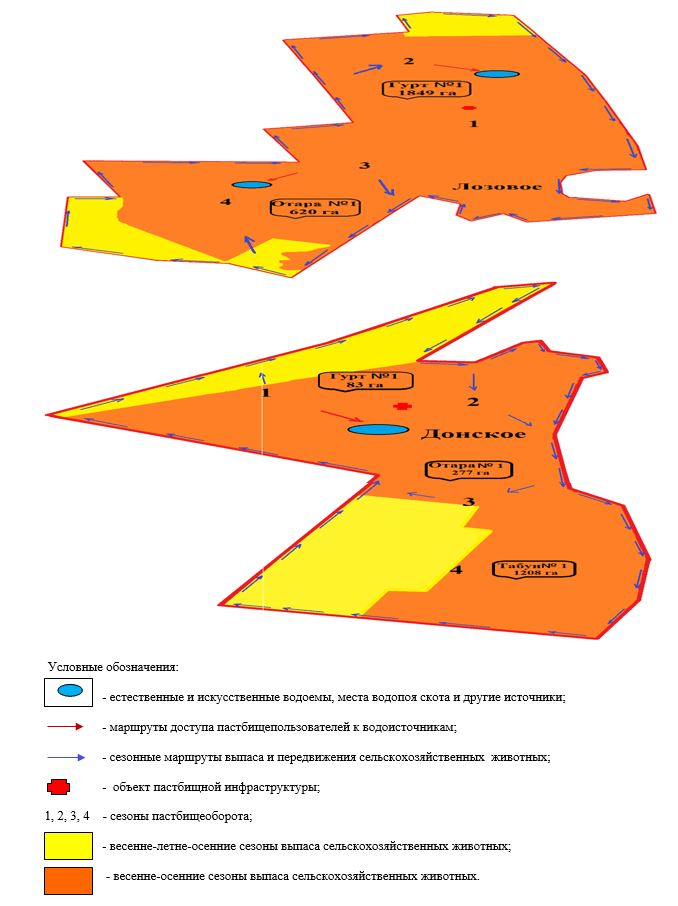 2
Гурт №1
1849 га
1
3
Лозовое
4
Отара №1
620 га
Гурт №1
83 га
1
2
Донское
Отара№ 1
277 га
3
4
Табун№ 1
1208 га
Условные обозначения:
- естественные и искусственные водоемы, места водопоя скота и другие источники;
- маршруты доступа пастбищепользователей к водоисточникам;
- сезонные маршруты выпаса и передвижения сельскохозяйственных животных;
- объект пастбищной инфраструктуры;
1, 2, 3, 4 - сезоны пастбищеоборота;
- весенне-летне-осенние сезоны выпаса сельскохозяйственных животных;
- весенне-осенние сезоны выпаса сельскохозяйственных животных.